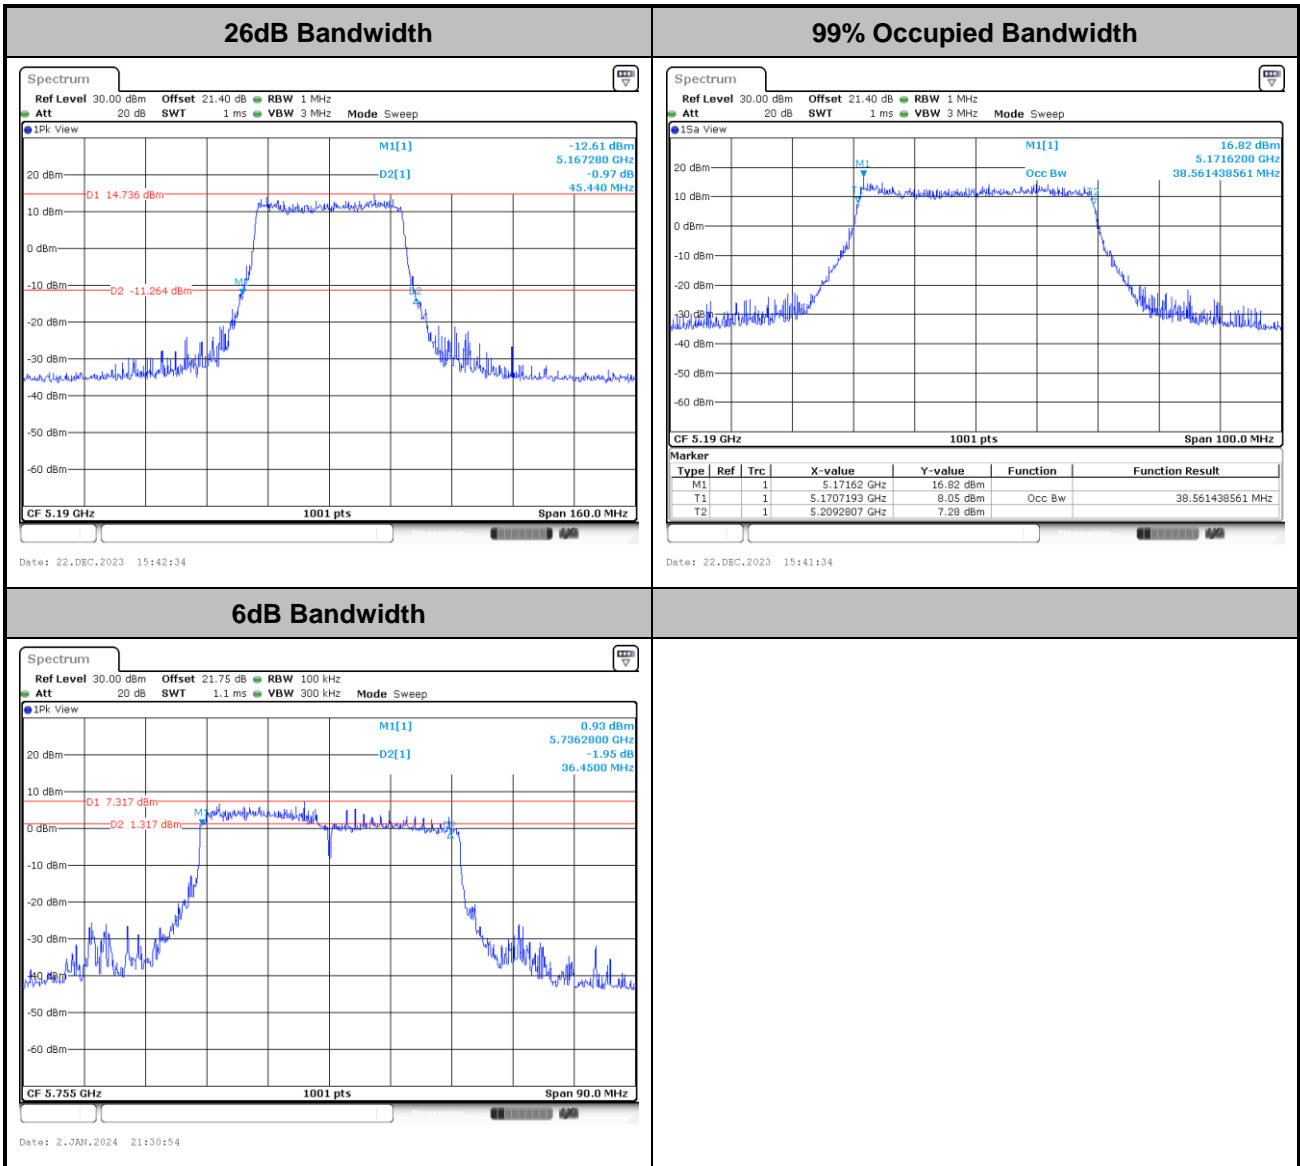 26dB Bandwidth
99% Occupied Bandwidth
Spectrum
Ref Level 30.00 dBm Offset 21.40 dB RBW 1 MHz
Att 20 dB SWT 1 ms VBW 3 MHz Mode Sweep
1Pk View
M1[1] -12.61 dBm
5.167280 GHz
D2[1] -0.97 dB
45.440 MHz
20 dBm
D1 14.736 dBm
10 dBm
0 dBm
-10 dBm
M1
D2 -11.264 dBm
D2
-20 dBm
-30 dBm
-40 dBm
-50 dBm
-60 dBm
CF 5.19 GHz 1001 pts Span 160.0 MHz
Date: 22.DEC.2023 15:42:34
Spectrum
Ref Level 30.00 dBm Offset 21.40 dB RBW 1 MHz
Att 20 dB SWT 1 ms VBW 3 MHz Mode Sweep
1Sa View
M1[1] 16.82 dBm
5.1716200 GHz
Occ Bw 38.561438561 MHz
20 dBm
M1
10 dBm
T2
0 dBm
-10 dBm
-20 dBm
-30 dBm
-40 dBm
-50 dBm
-60 dBm
CF 5.19 GHz 1001 pts Span 100.0 MHz
Marker
Type Ref Trc X-value Y-value Function Function Result
M1 1 5.17162 GHz 16.82 dBm
T1 1 5.1707193 GHz 8.05 dBm Occ Bw 38.561438561 MHz
T2 1 5.2092807 GHz 7.28 dBm
Date: 22.DEC.2023 15:41:34
6dB Bandwidth
Spectrum
Ref Level 30.00 dBm Offset 21.75 dB RBW 100 kHz
Att 20 dB SWT 1.1 ms VBW 300 kHz Mode Sweep
1Pk View
M1[1] 0.93 dBm
5.7362800 GHz
D2[1] -1.95 dB
36.4500 MHz
20 dBm
10 dBm
D1 7.317 dBm
M1
D2 1.317 dBm
0 dBm
-10 dBm
-20 dBm
-30 dBm
-40 dBm
-50 dBm
-60 dBm
CF 5.755 GHz 1001 pts Span 90.0 MHz
Date: 2.JAN.2024 21:30:54